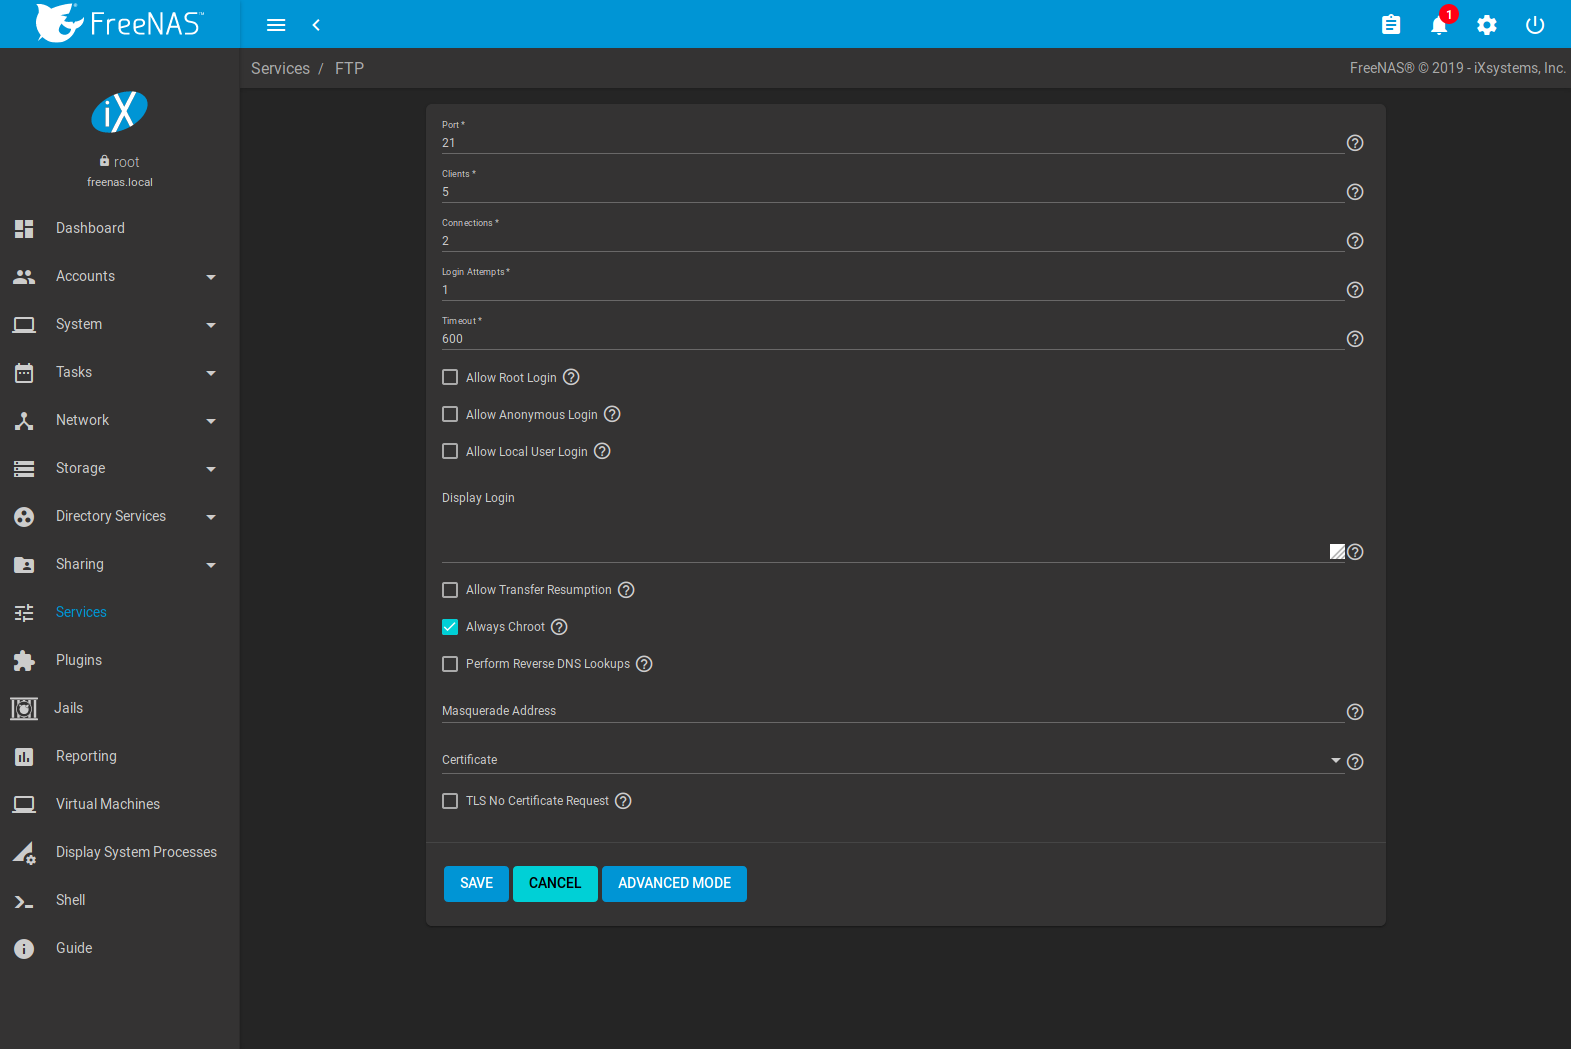 FreeNAS™
1
Services / FTP
FreeNAS® © 2019 - iXsystems, Inc.
iX
root
freenas.local
Dashboard
Accounts
System
Tasks
Network
Storage
Directory Services
Sharing
Services
Plugins
Jails
Reporting
Virtual Machines
Display System Processes
Shell
Guide
Port *
21
Clients *
5
Connections *
2
Login Attempts *
1
Timeout *
600
Allow Root Login
Allow Anonymous Login
Allow Local User Login
Display Login
Allow Transfer Resumption
Always Chroot
Perform Reverse DNS Lookups
Masquerade Address
Certificate
TLS No Certificate Request
SAVE CANCEL ADVANCED MODE